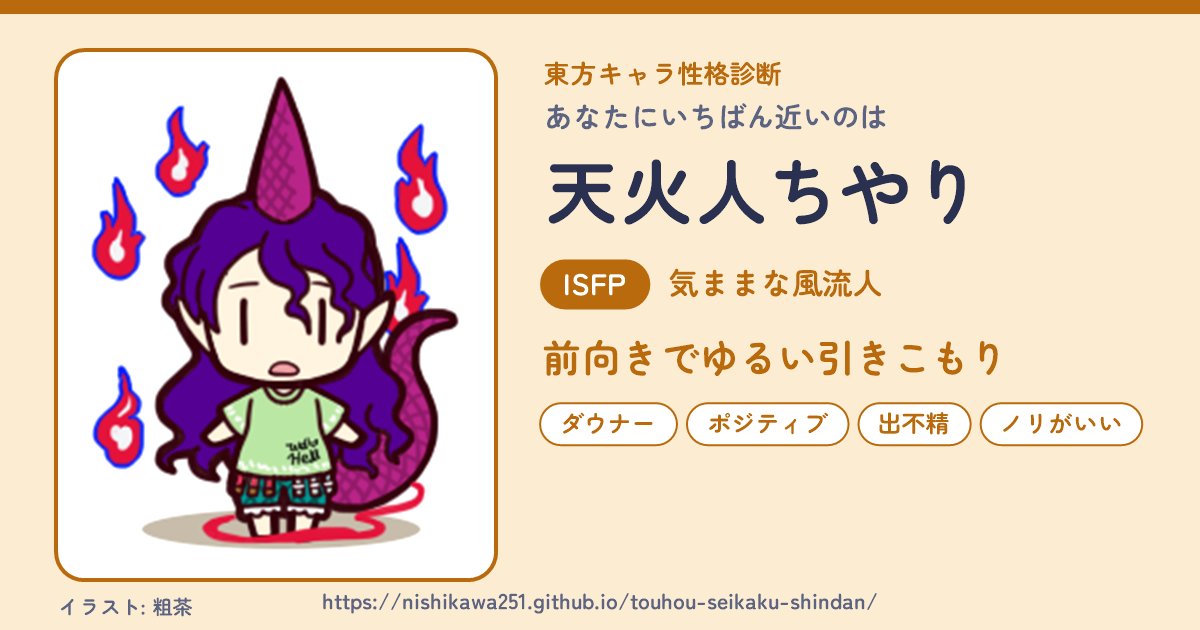 東方キャラ性格診断
あなたにいちばん近いのは
天火人ちやり
ISFP 気ままな風流人
前向きでゆるい引きこもり
ダウナー ポジティブ 出不精 ノリがいい
Hell
イラスト: 粗茶
https://nishikawa251.github.io/touhou-seikaku-shindan/